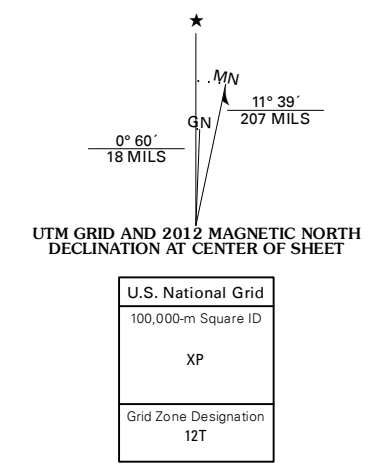 MN
GN
11° 39´
207 MILS
0° 60´
18 MILS
UTM GRID AND 2012 MAGNETIC NORTH
DECLINATION AT CENTER OF SHEET
U.S. National Grid
100,000-m Square ID
XP
Grid Zone Designation
12T